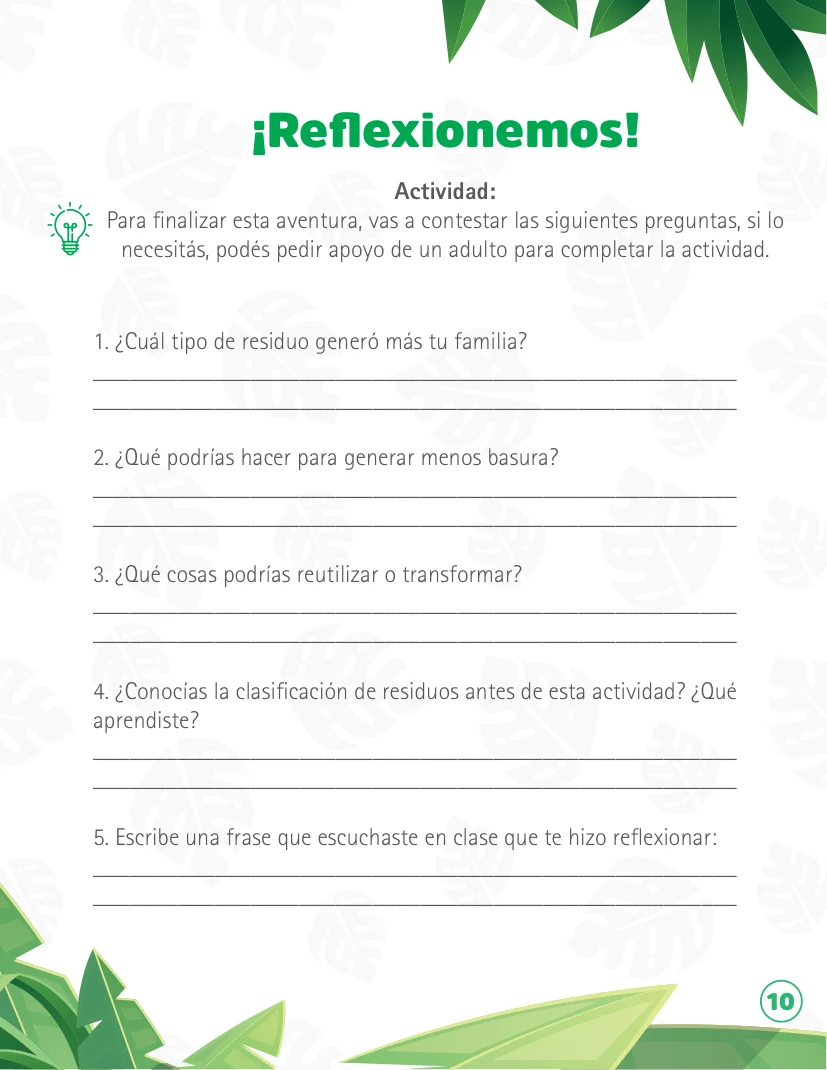 ¡Reflexionemos!
Actividad:
Para finalizar esta aventura, vas a contestar las siguientes preguntas, si lo
necesitás, podés pedir apoyo de un adulto para completar la actividad.
1. ¿Cuál tipo de residuo generó más tu familia?
2. ¿Qué podrías hacer para generar menos basura?
3. ¿Qué cosas podrías reutilizar o transformar?
4. ¿Conocías la clasificación de residuos antes de esta actividad? ¿Qué
aprendiste?
5. Escribe una frase que escuchaste en clase que te hizo reflexionar:
10